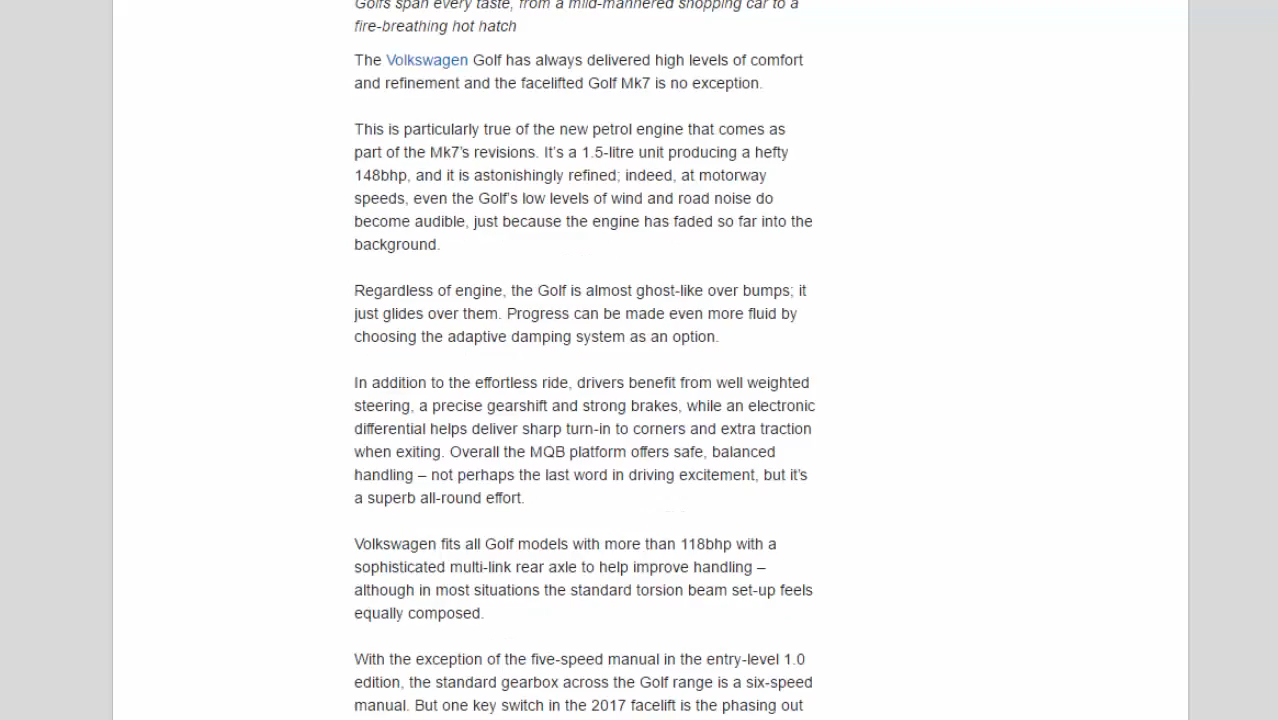 Golfs span every taste, from a mild-mannered shopping car to a
fire-breathing hot hatch
The Volkswagen Golf has always delivered high levels of comfort
and refinement and the facelifted Golf Mk7 is no exception.
This is particularly true of the new petrol engine that comes as
part of the Mk7’s revisions. It’s a 1.5-litre unit producing a hefty
148bhp, and it is astonishingly refined; indeed, at motorway
speeds, even the Golf’s low levels of wind and road noise do
become audible, just because the engine has faded so far into the
background.
Regardless of engine, the Golf is almost ghost-like over bumps; it
just glides over them. Progress can be made even more fluid by
choosing the adaptive damping system as an option.
In addition to the effortless ride, drivers benefit from well weighted
steering, a precise gearshift and strong brakes, while an electronic
differential helps deliver sharp turn-in to corners and extra traction
when exiting. Overall the MQB platform offers safe, balanced
handling – not perhaps the last word in driving excitement, but it’s
a superb all-round effort.
Volkswagen fits all Golf models with more than 118bhp with a
sophisticated multi-link rear axle to help improve handling –
although in most situations the standard torsion beam set-up feels
equally composed.
With the exception of the five-speed manual in the entry-level 1.0
edition, the standard gearbox across the Golf range is a six-speed
manual. But one key switch in the 2017 facelift is the phasing out